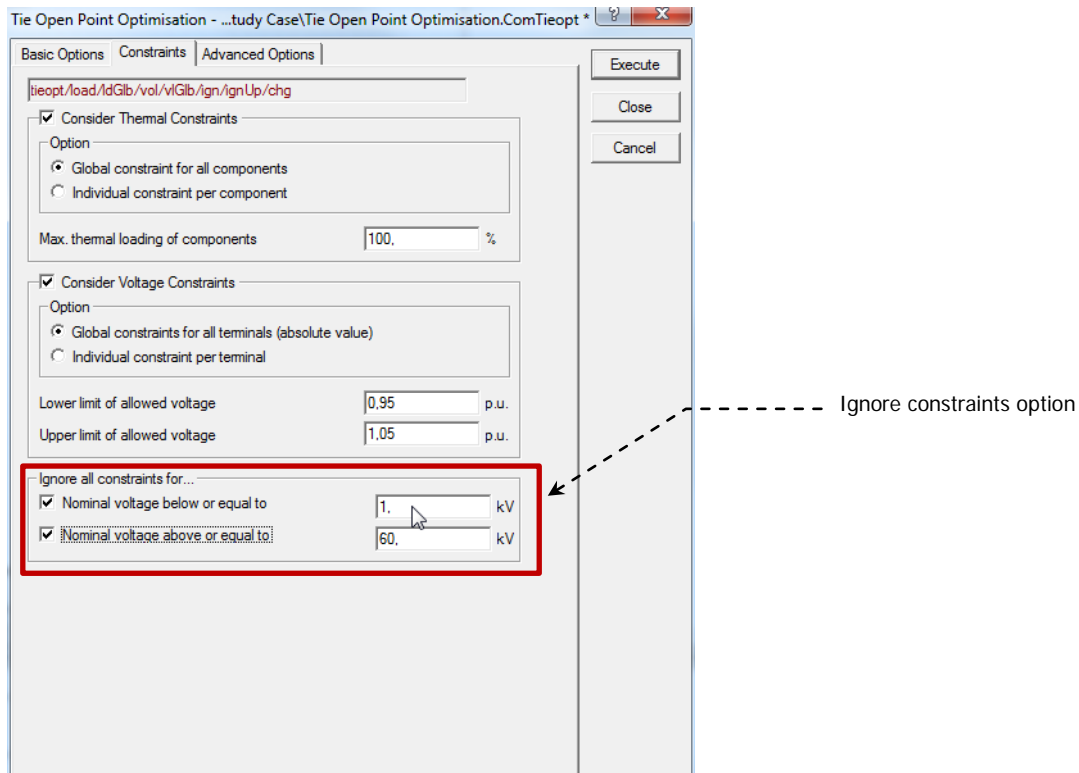 Tie Open Point Optimisation - ...tudy Case\Tie Open Point Optimisation.ComTieopt *
Basic Options Constraints Advanced Options
Execute
tieopt/load/ldGlb/vol/vlGlb/ign/ignUp/chg
Close
Consider Thermal Constraints
Option
Cancel
Global constraint for all components
Individual constraint per component
Max. thermal loading of components 100, %
Consider Voltage Constraints
Option
Global constraints for all terminals (absolute value)
Individual constraint per terminal
Lower limit of allowed voltage 0,95 p.u.
Ignore constraints option
Upper limit of allowed voltage 1,05 p.u.
Ignore all constraints for...
Nominal voltage below or equal to 1, kV
Nominal voltage above or equal to 60, kV